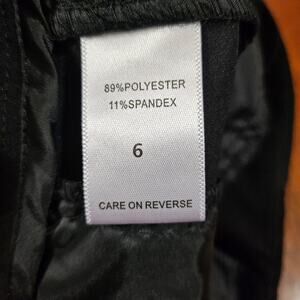 89%POLYESTER
11%SPANDEX
6
CARE ON REVERSE